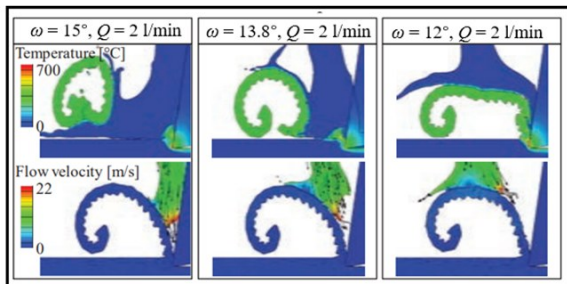 ω = 15°, Q = 2 l/min
ω = 13.8°, Q = 2 l/min
ω = 12°, Q = 2 l/min
Temperature [°C]
700
0
Flow velocity [m/s]
22
0